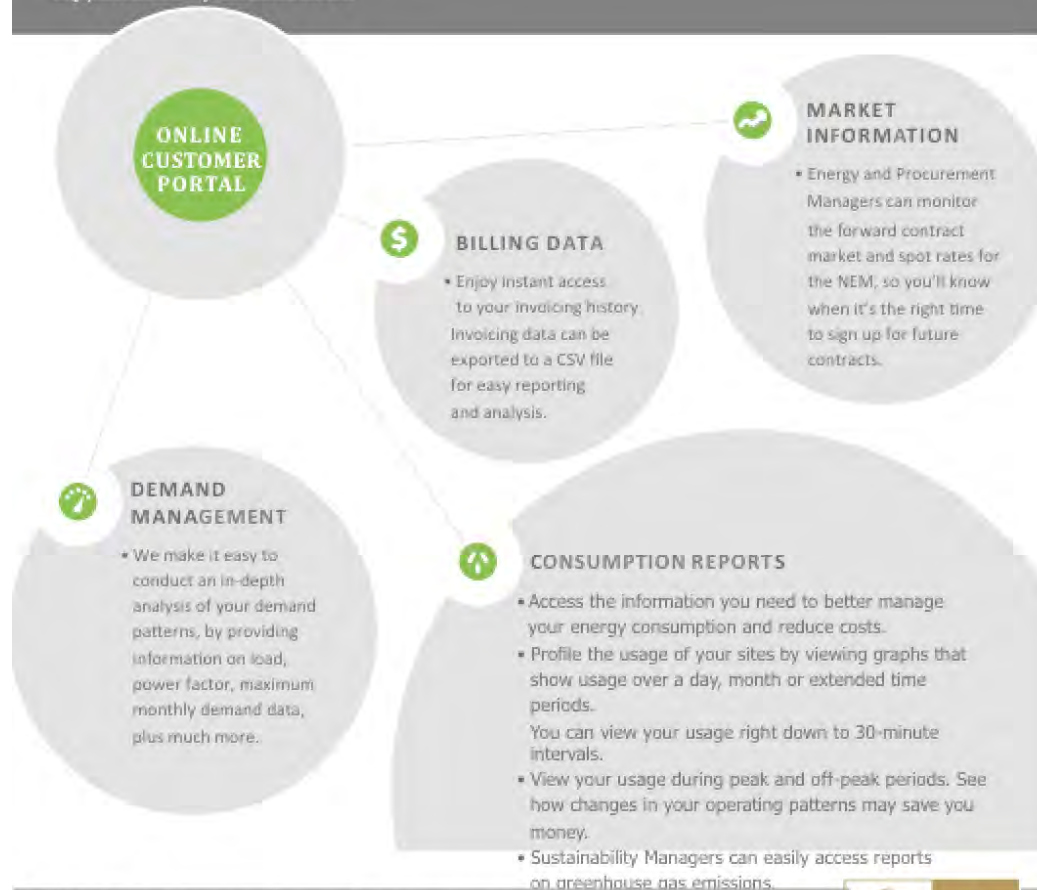 ONLINE
CUSTOMER
PORTAL
MARKET
INFORMATION
• Energy and Procurement
Managers can monitor
the forward contract
market and spot rates for
the NEM, so you'll know
when it's the right time
to sign up for future
contracts.
$
BILLING DATA
• Enjoy instant access
to your invoicing history
Invoicing data can be
exported to a CSV file
for easy reporting
and analysis.
DEMAND
MANAGEMENT
• We make it easy to
conduct an in-depth
analysis of your demand
patterns, by providing
information on load,
power factor, maximum
monthly demand data,
plus much more.
CONSUMPTION REPORTS
• Access the information you need to better manage
your energy consumption and reduce costs.
• Profile the usage of your sites by viewing graphs that
show usage over a day, month or extended time
periods.
You can view your usage right down to 30-minute
intervals.
• View your usage during peak and off-peak periods. See
how changes in your operating patterns may save you
money.
• Sustainability Managers can easily access reports
on greenhouse gas emissions.